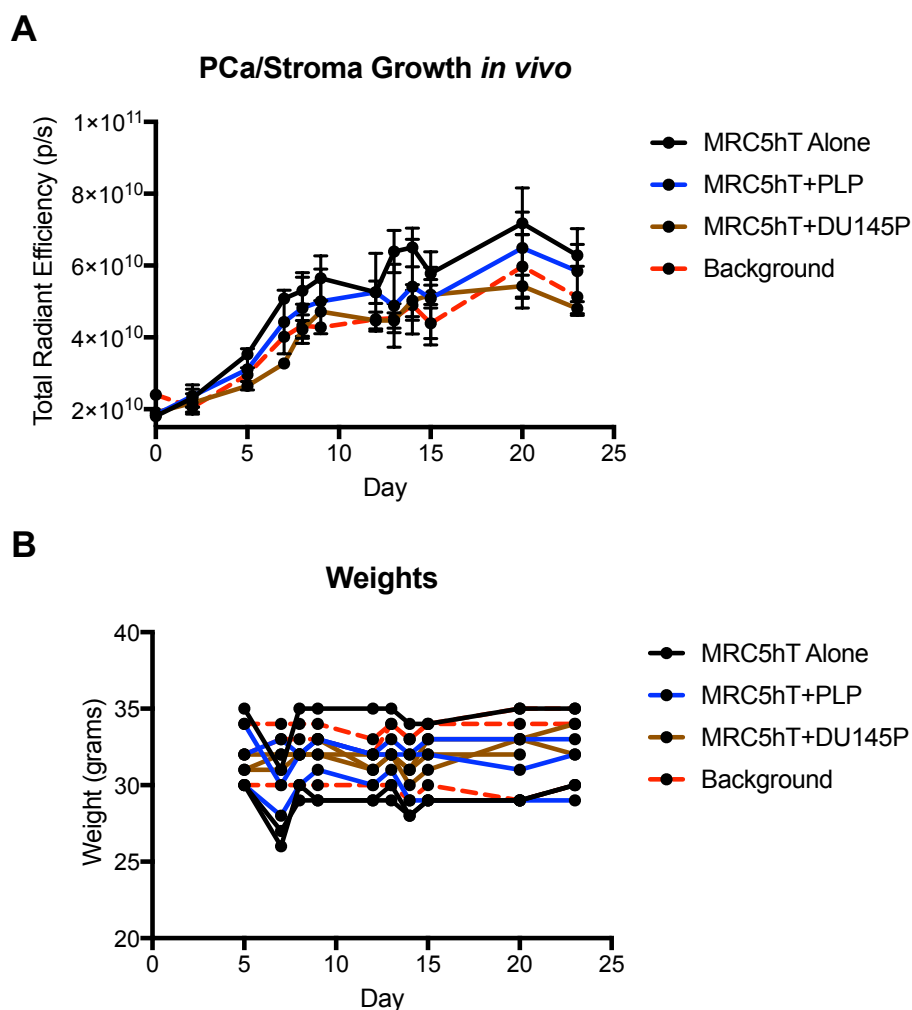 A
PCa/Stroma Growth in vivo
Total Radiant Efficiency (p/s)
1×10¹¹
8×10¹⁰
6×10¹⁰
4×10¹⁰
2×10¹⁰
0 5 10 15 20 25
Day
MRC5hT Alone
MRC5hT+PLP
MRC5hT+DU145P
Background
B
Weights
Weight (grams)
40
35
30
25
20
0 5 10 15 20 25
Day
MRC5hT Alone
MRC5hT+PLP
MRC5hT+DU145P
Background